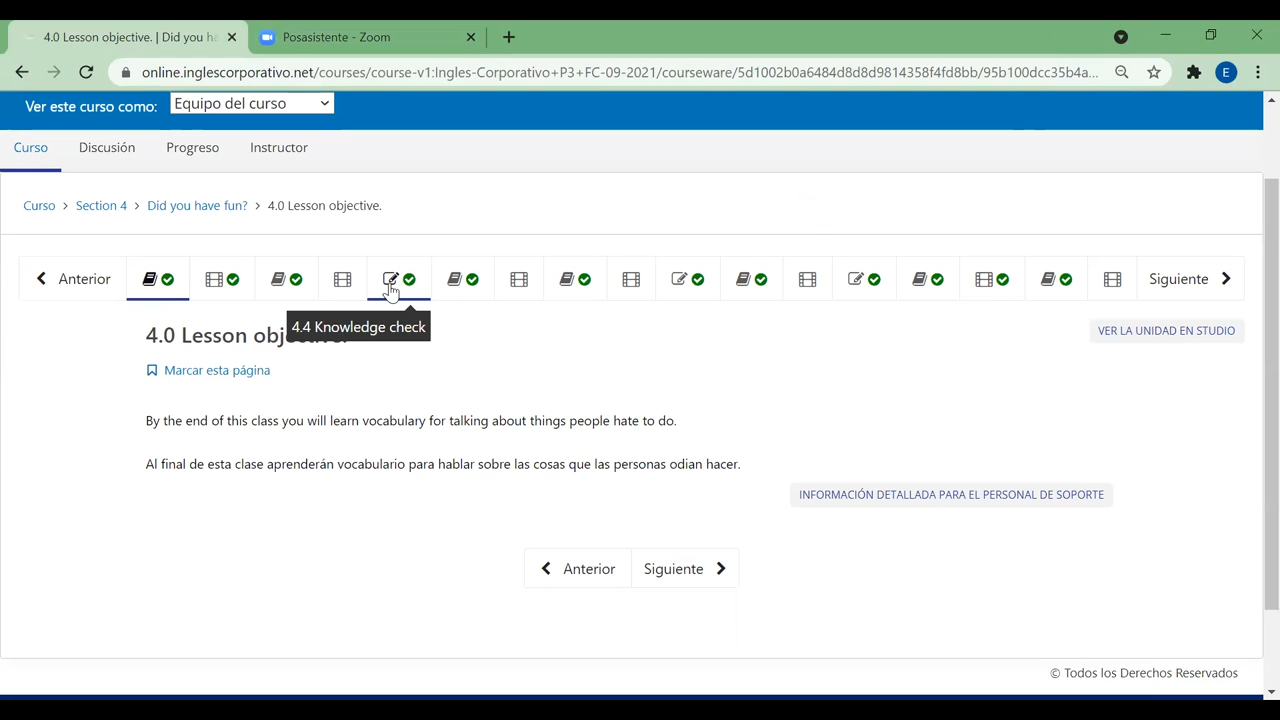 4.0 Lesson objective. | Did you ha
Posasistente - Zoom
online.inglescorporativo.net/courses/course-v1:Ingles-Corporativo+P3+FC-09-2021/courseware/5d1002b0a6484d8d8d9814358f4fd8bb/95b100dcc35b4a...
E
Ver este curso como: Equipo del curso
Curso Discusión Progreso Instructor
Curso > Section 4 > Did you have fun? > 4.0 Lesson objective.
Anterior
Siguiente
4.4 Knowledge check
4.0 Lesson obj
VER LA UNIDAD EN STUDIO
Marcar esta página
By the end of this class you will learn vocabulary for talking about things people hate to do.
Al final de esta clase aprenderán vocabulario para hablar sobre las cosas que las personas odian hacer.
INFORMACIÓN DETALLADA PARA EL PERSONAL DE SOPORTE
Anterior Siguiente
© Todos los Derechos Reservados